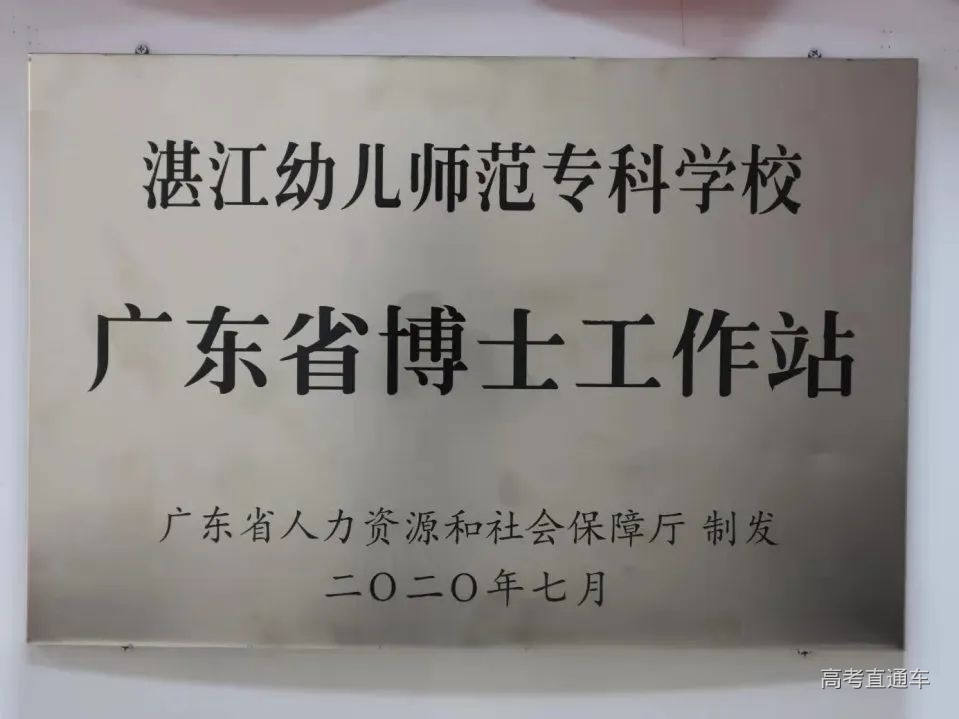 湛江幼儿师范专科学校
广东省博士工作站
广东省人力资源和社会保障厅 制发
二〇二〇年七月
高考直通车